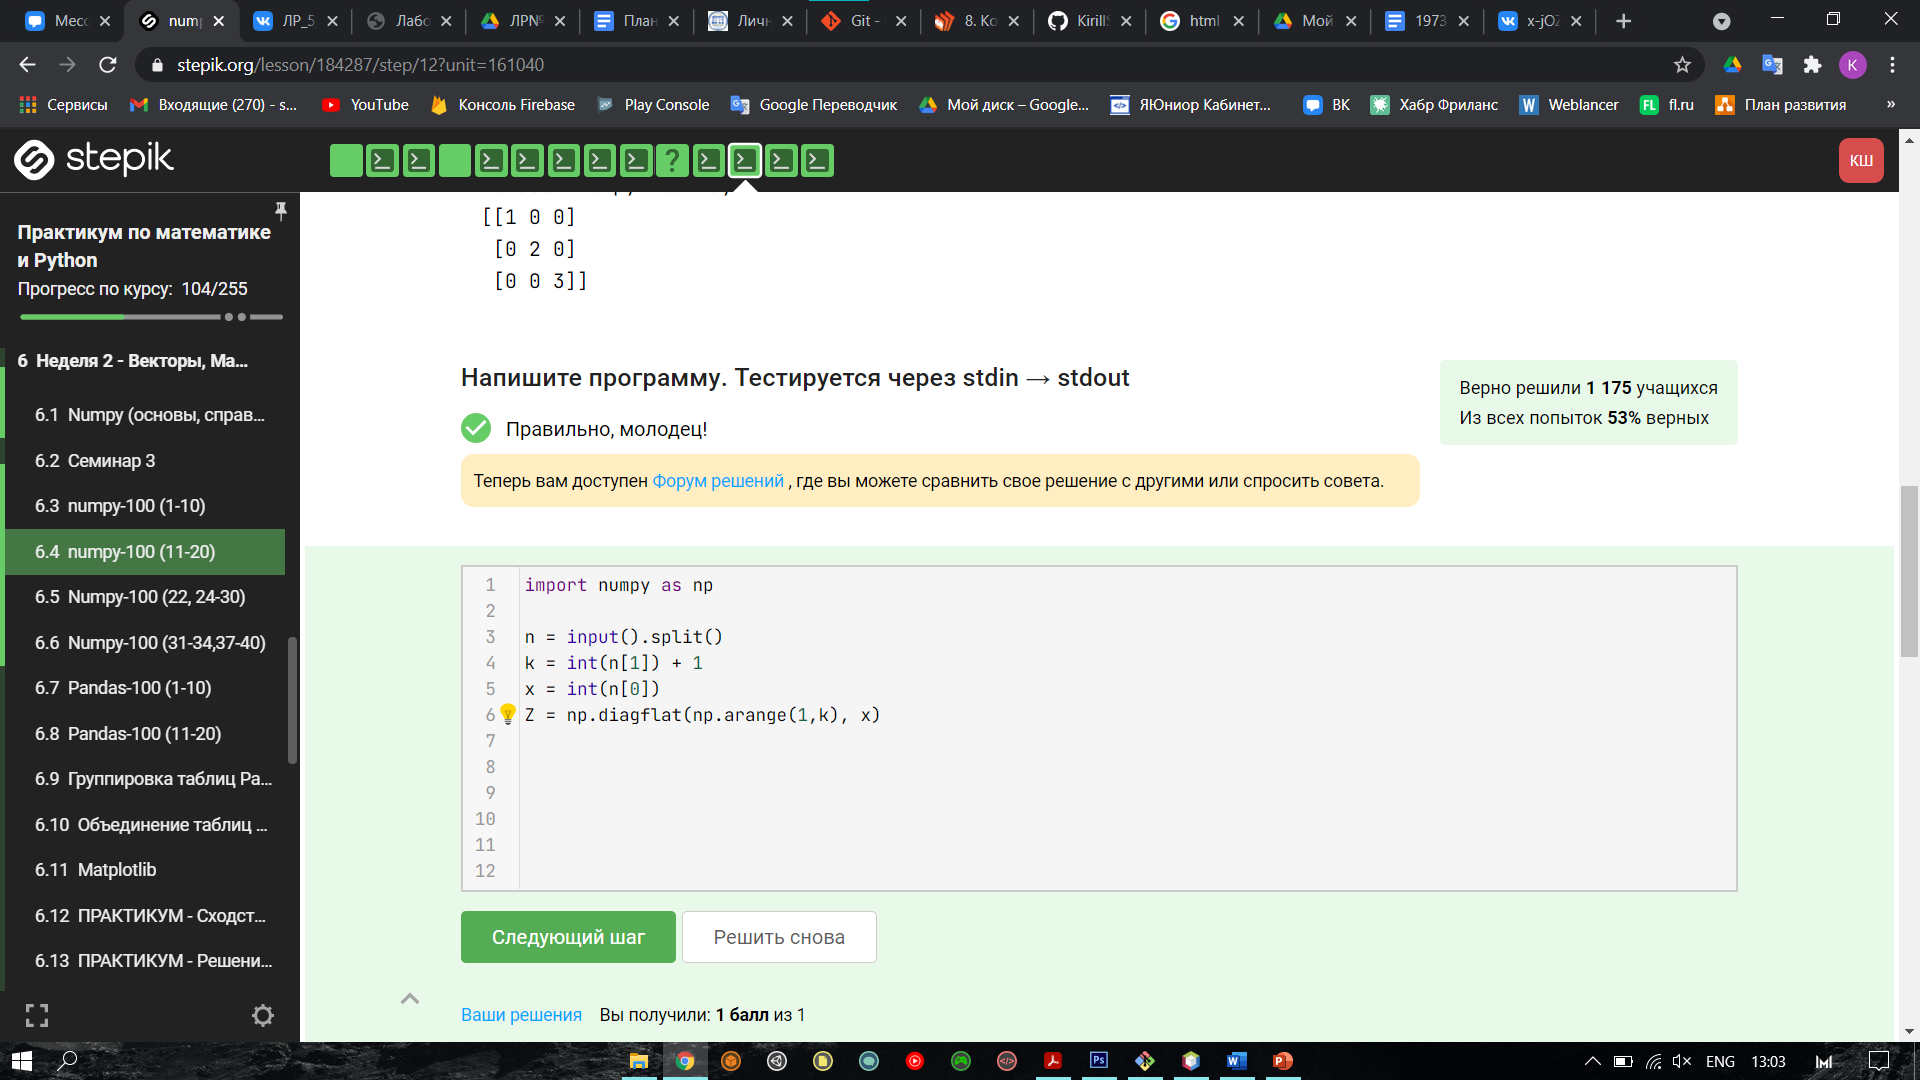 Месс
num
ЛР_5
Лабо
ЛР№
План
Личн
Git -
8. Ко
Kirill
html
Мой
1973
x-jO
stepik.org/lesson/184287/step/12?unit=161040
K
Сервисы
Входящие (270) - s...
YouTube
Консоль Firebase
Play Console
Google Переводчик
Мой диск – Google...
ЯЮниор Кабинет...
ВК
Хабр Фриланс
Weblancer
FL fl.ru
План развития
»
stepik
?
КШ
Практикум по математике
и Python
Прогресс по курсу: 104/255
6 Неделя 2 - Векторы, Ма...
6.1 Numpy (основы, справ...
6.2 Семинар 3
6.3 numpy-100 (1-10)
6.4 numpy-100 (11-20)
6.5 Numpy-100 (22, 24-30)
6.6 Numpy-100 (31-34,37-40)
6.7 Pandas-100 (1-10)
6.8 Pandas-100 (11-20)
6.9 Группировка таблиц Pa...
6.10 Объединение таблиц ...
6.11 Matplotlib
6.12 ПРАКТИКУМ - Сходст...
6.13 ПРАКТИКУМ - Решени...
[[1 0 0]
[0 2 0]
[0 0 3]]
Напишите программу. Тестируется через stdin → stdout
Правильно, молодец!
Теперь вам доступен Форум решений , где вы можете сравнить свое решение с другими или спросить совета.
Верно решили 1 175 учащихся
Из всех попыток 53% верных
1 import numpy as np
2
3 n = input().split()
4 k = int(n[1]) + 1
5 x = int(n[0])
6 Z = np.diagflat(np.arange(1,k), x)
7
8
9
10
11
12
Следующий шаг
Решить снова
Ваши решения Вы получили: 1 балл из 1
ENG
13:03